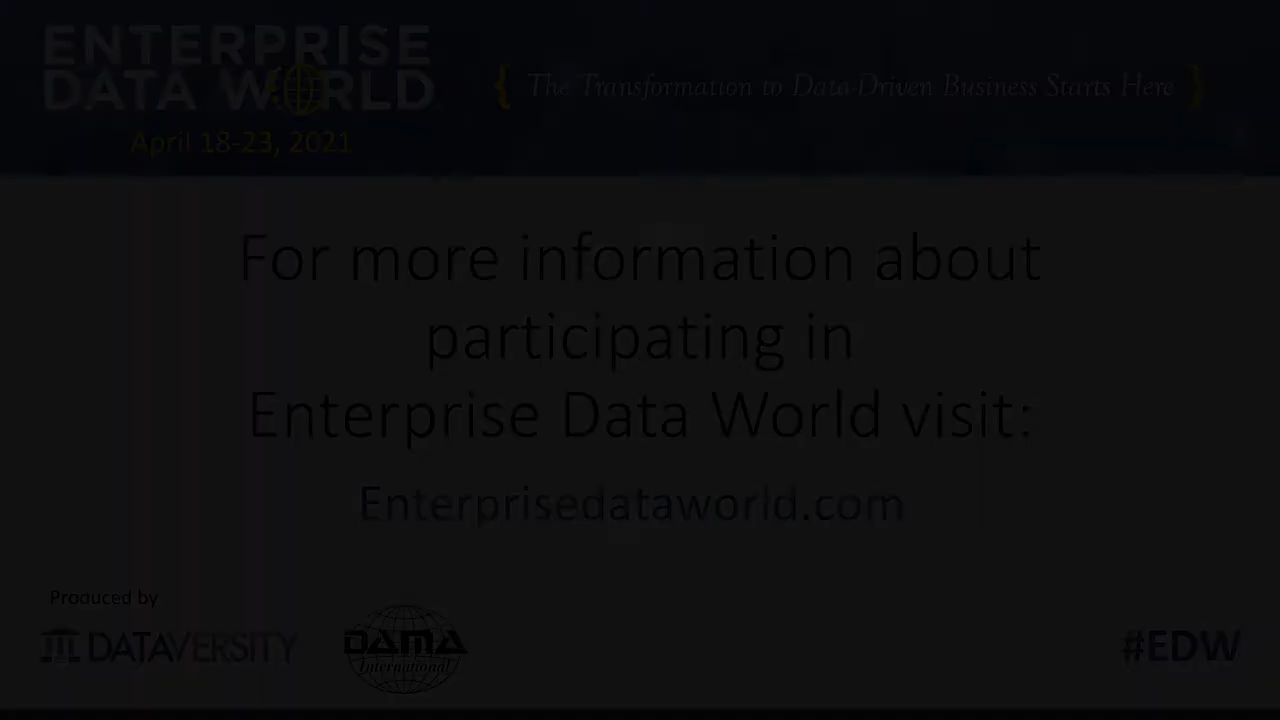 ENTERPRISE
DATA WORLD
April 18-23, 2021
{ The Transformation to Data Driven Business Starts Here }
For more information about
participating in
Enterprise Data World visit:
Enterprisedataworld.com
Produced by
DATAVERSITY
DAMA
International
#EDW